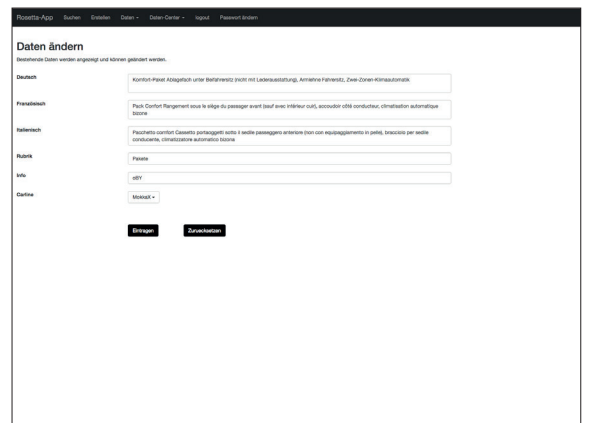 Rosetta-App Suchen Erstellen Daten Daten-Center logout Passwort ändern
Daten ändern
Bestehende Daten werden angezeigt und können geändert werden.
Deutsch
Komfort-Paket Ablagefach unter Beifahrersitz (nicht mit Lederausstattung), Armlehne Fahrersitz, Zwei-Zonen-Klimaautomatik
Französisch
Pack Confort Rangement sous le siège du passager avant (sauf avec intérieur cuir), accoudoir côté conducteur, climatisation automatique
bizone
Italienisch
Pacchetto comfort Cassetto portaoggetti sotto il sedile passeggero anteriore (non con equipaggiamento in pelle), bracciolo per sedile
conducente, climatizzatore automatico bizone
Rubrik
Pakete
Info
oBY
Carline
MokkaX
Eintragen Zuruecksetzen